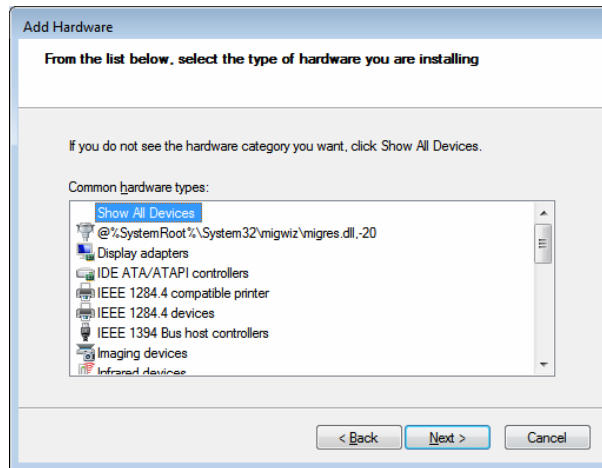 Add Hardware
From the list below, select the type of hardware you are installing
If you do not see the hardware category you want, click Show All Devices.
Common hardware types:
Show All Devices
@%SystemRoot%\System32\migwiz\migres.dll,-20
Display adapters
IDE ATA/ATAPI controllers
IEEE 1284.4 compatible printer
IEEE 1284.4 devices
IEEE 1394 Bus host controllers
Imaging devices
Infrared devices
< Back Next > Cancel